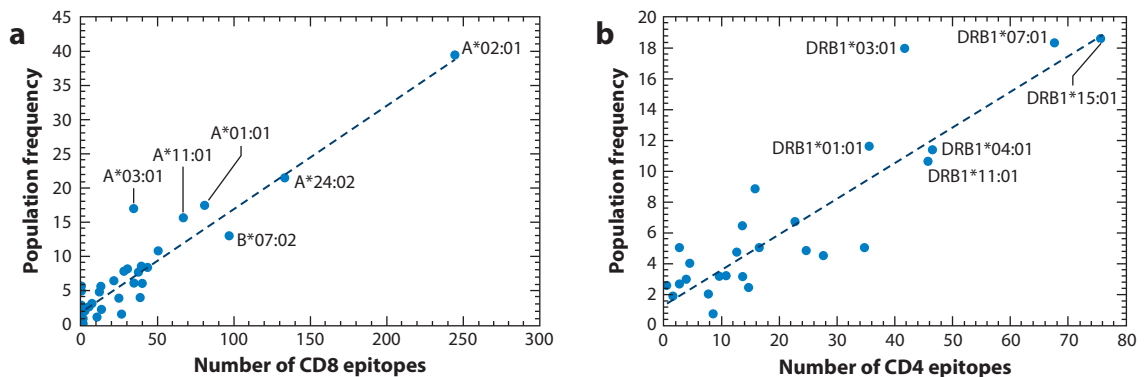 a
45
40
35
30
25
20
15
10
5
0
Population frequency
A*02:01
A*01:01
A*11:01
A*03:01
A*24:02
B*07:02
0 50 100 150 200 250 300
Number of CD8 epitopes
b
20
18
16
14
12
10
8
6
4
2
0
Population frequency
DRB1*07:01
DRB1*03:01
DRB1*15:01
DRB1*01:01
DRB1*04:01
DRB1*11:01
0 10 20 30 40 50 60 70 80
Number of CD4 epitopes